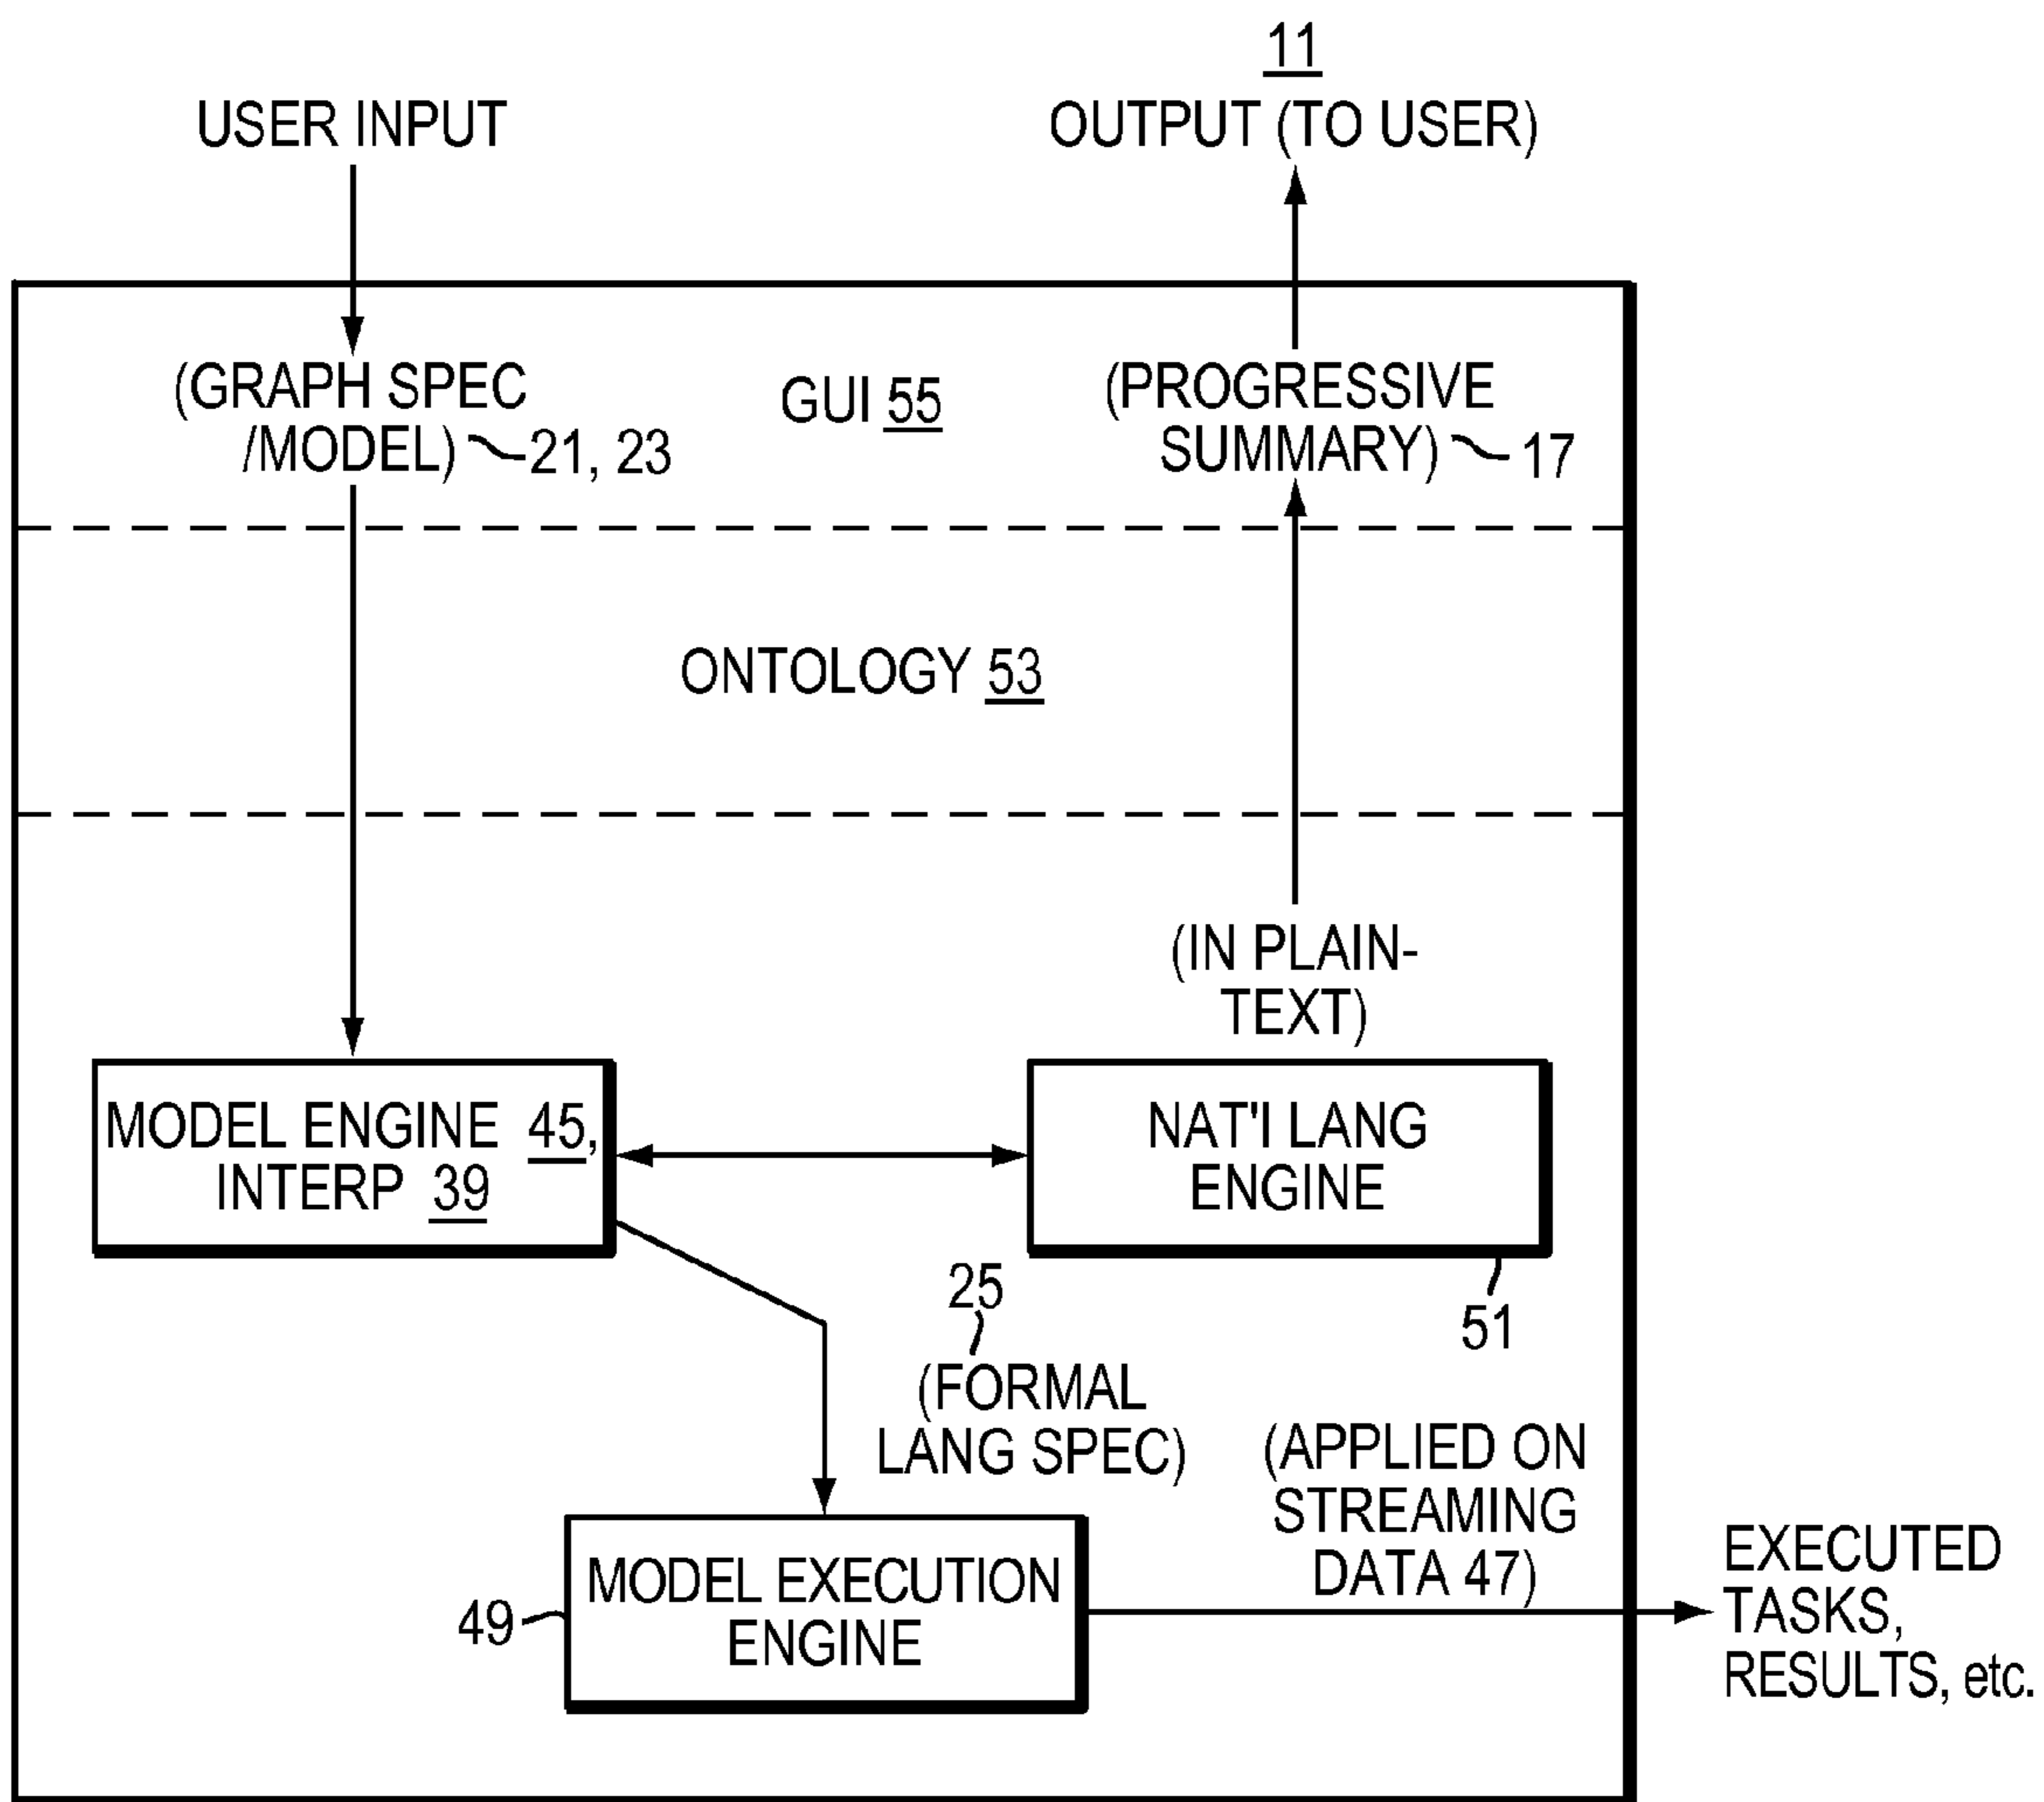 11
USER INPUT
OUTPUT (TO USER)
(GRAPH SPEC
/MODEL)
21, 23
GUI 55
(PROGRESSIVE
SUMMARY)
17
ONTOLOGY 53
(IN PLAIN-
TEXT)
MODEL ENGINE 45,
INTERP 39
NAT'l LANG
ENGINE
51
25
(FORMAL
LANG SPEC)
(APPLIED ON
STREAMING
DATA 47)
MODEL EXECUTION
ENGINE
49
EXECUTED
TASKS,
RESULTS, etc.